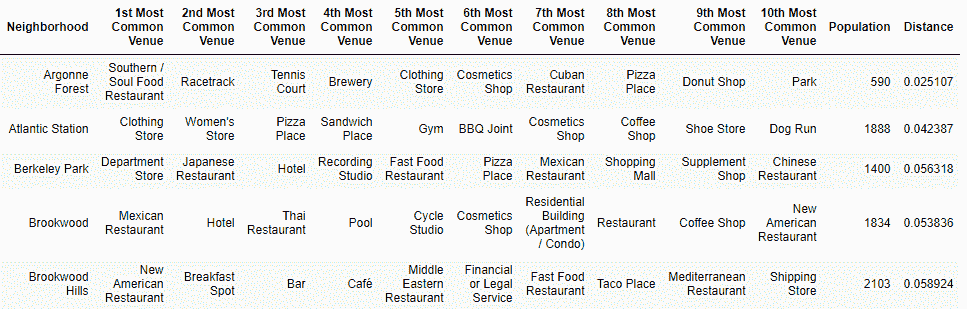 Neighborhood 1st Most Common Venue 2nd Most Common Venue 3rd Most Common Venue 4th Most Common Venue 5th Most Common Venue 6th Most Common Venue 7th Most Common Venue 8th Most Common Venue 9th Most Common Venue 10th Most Common Venue Population Distance
Argonne Forest Southern / Soul Food Restaurant Racetrack Tennis Court Brewery Clothing Store Cosmetics Shop Cuban Restaurant Pizza Place Donut Shop Park 590 0.025107
Atlantic Station Clothing Store Women's Store Pizza Place Sandwich Place Gym BBQ Joint Cosmetics Shop Coffee Shop Shoe Store Dog Run 1888 0.042387
Berkeley Park Department Store Japanese Restaurant Hotel Recording Studio Fast Food Restaurant Pizza Place Mexican Restaurant Shopping Mall Supplement Shop Chinese Restaurant 1400 0.056318
Brookwood Mexican Restaurant Hotel Thai Restaurant Pool Cycle Studio Cosmetics Shop Residential Building (Apartment / Condo) Restaurant Coffee Shop New American Restaurant 1834 0.053836
Brookwood Hills New American Restaurant Breakfast Spot Bar Café Middle Eastern Restaurant Financial or Legal Service Fast Food Restaurant Taco Place Mediterranean Restaurant Shipping Store 2103 0.058924